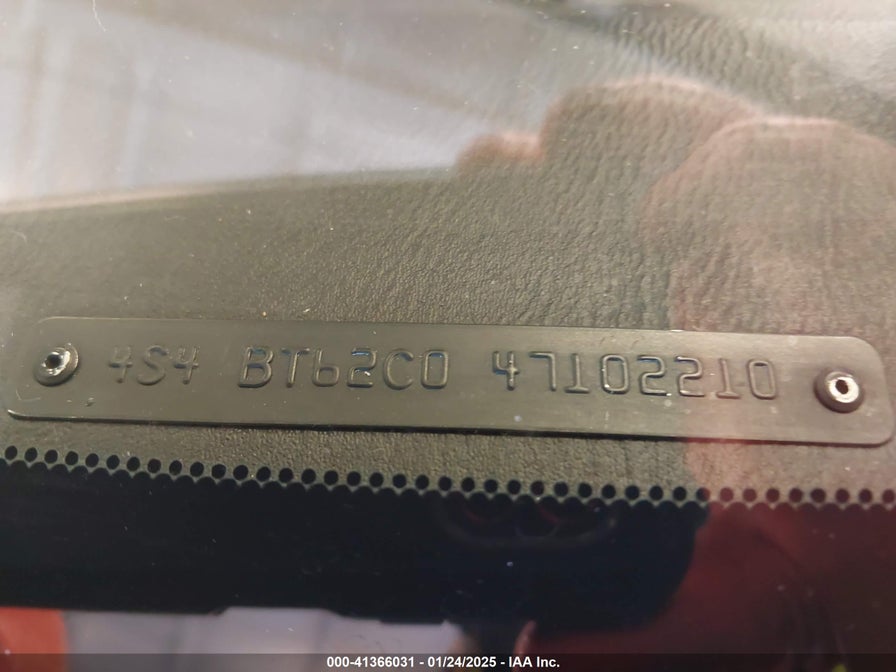 4S4 BT62C0 47102210
000-41366031 - 01/24/2025 - IAA Inc.